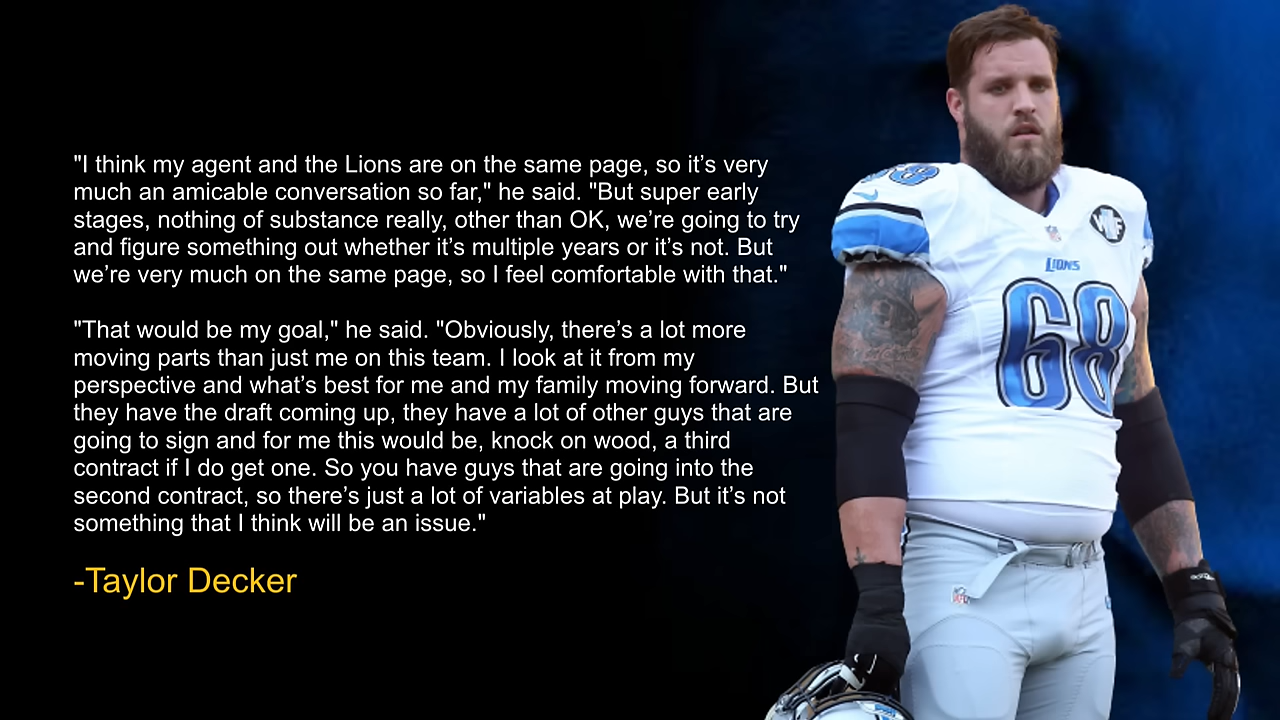 "I think my agent and the Lions are on the same page, so it’s very
much an amicable conversation so far," he said. "But super early
stages, nothing of substance really, other than OK, we’re going to try
and figure something out whether it’s multiple years or it’s not. But
we’re very much on the same page, so I feel comfortable with that."
"That would be my goal," he said. "Obviously, there’s a lot more
moving parts than just me on this team. I look at it from my
perspective and what’s best for me and my family moving forward. But
they have the draft coming up, they have a lot of other guys that are
going to sign and for me this would be, knock on wood, a third
contract if I do get one. So you have guys that are going into the
second contract, so there’s just a lot of variables at play. But it’s not
something that I think will be an issue."
-Taylor Decker
68
WCF
LIONS
68